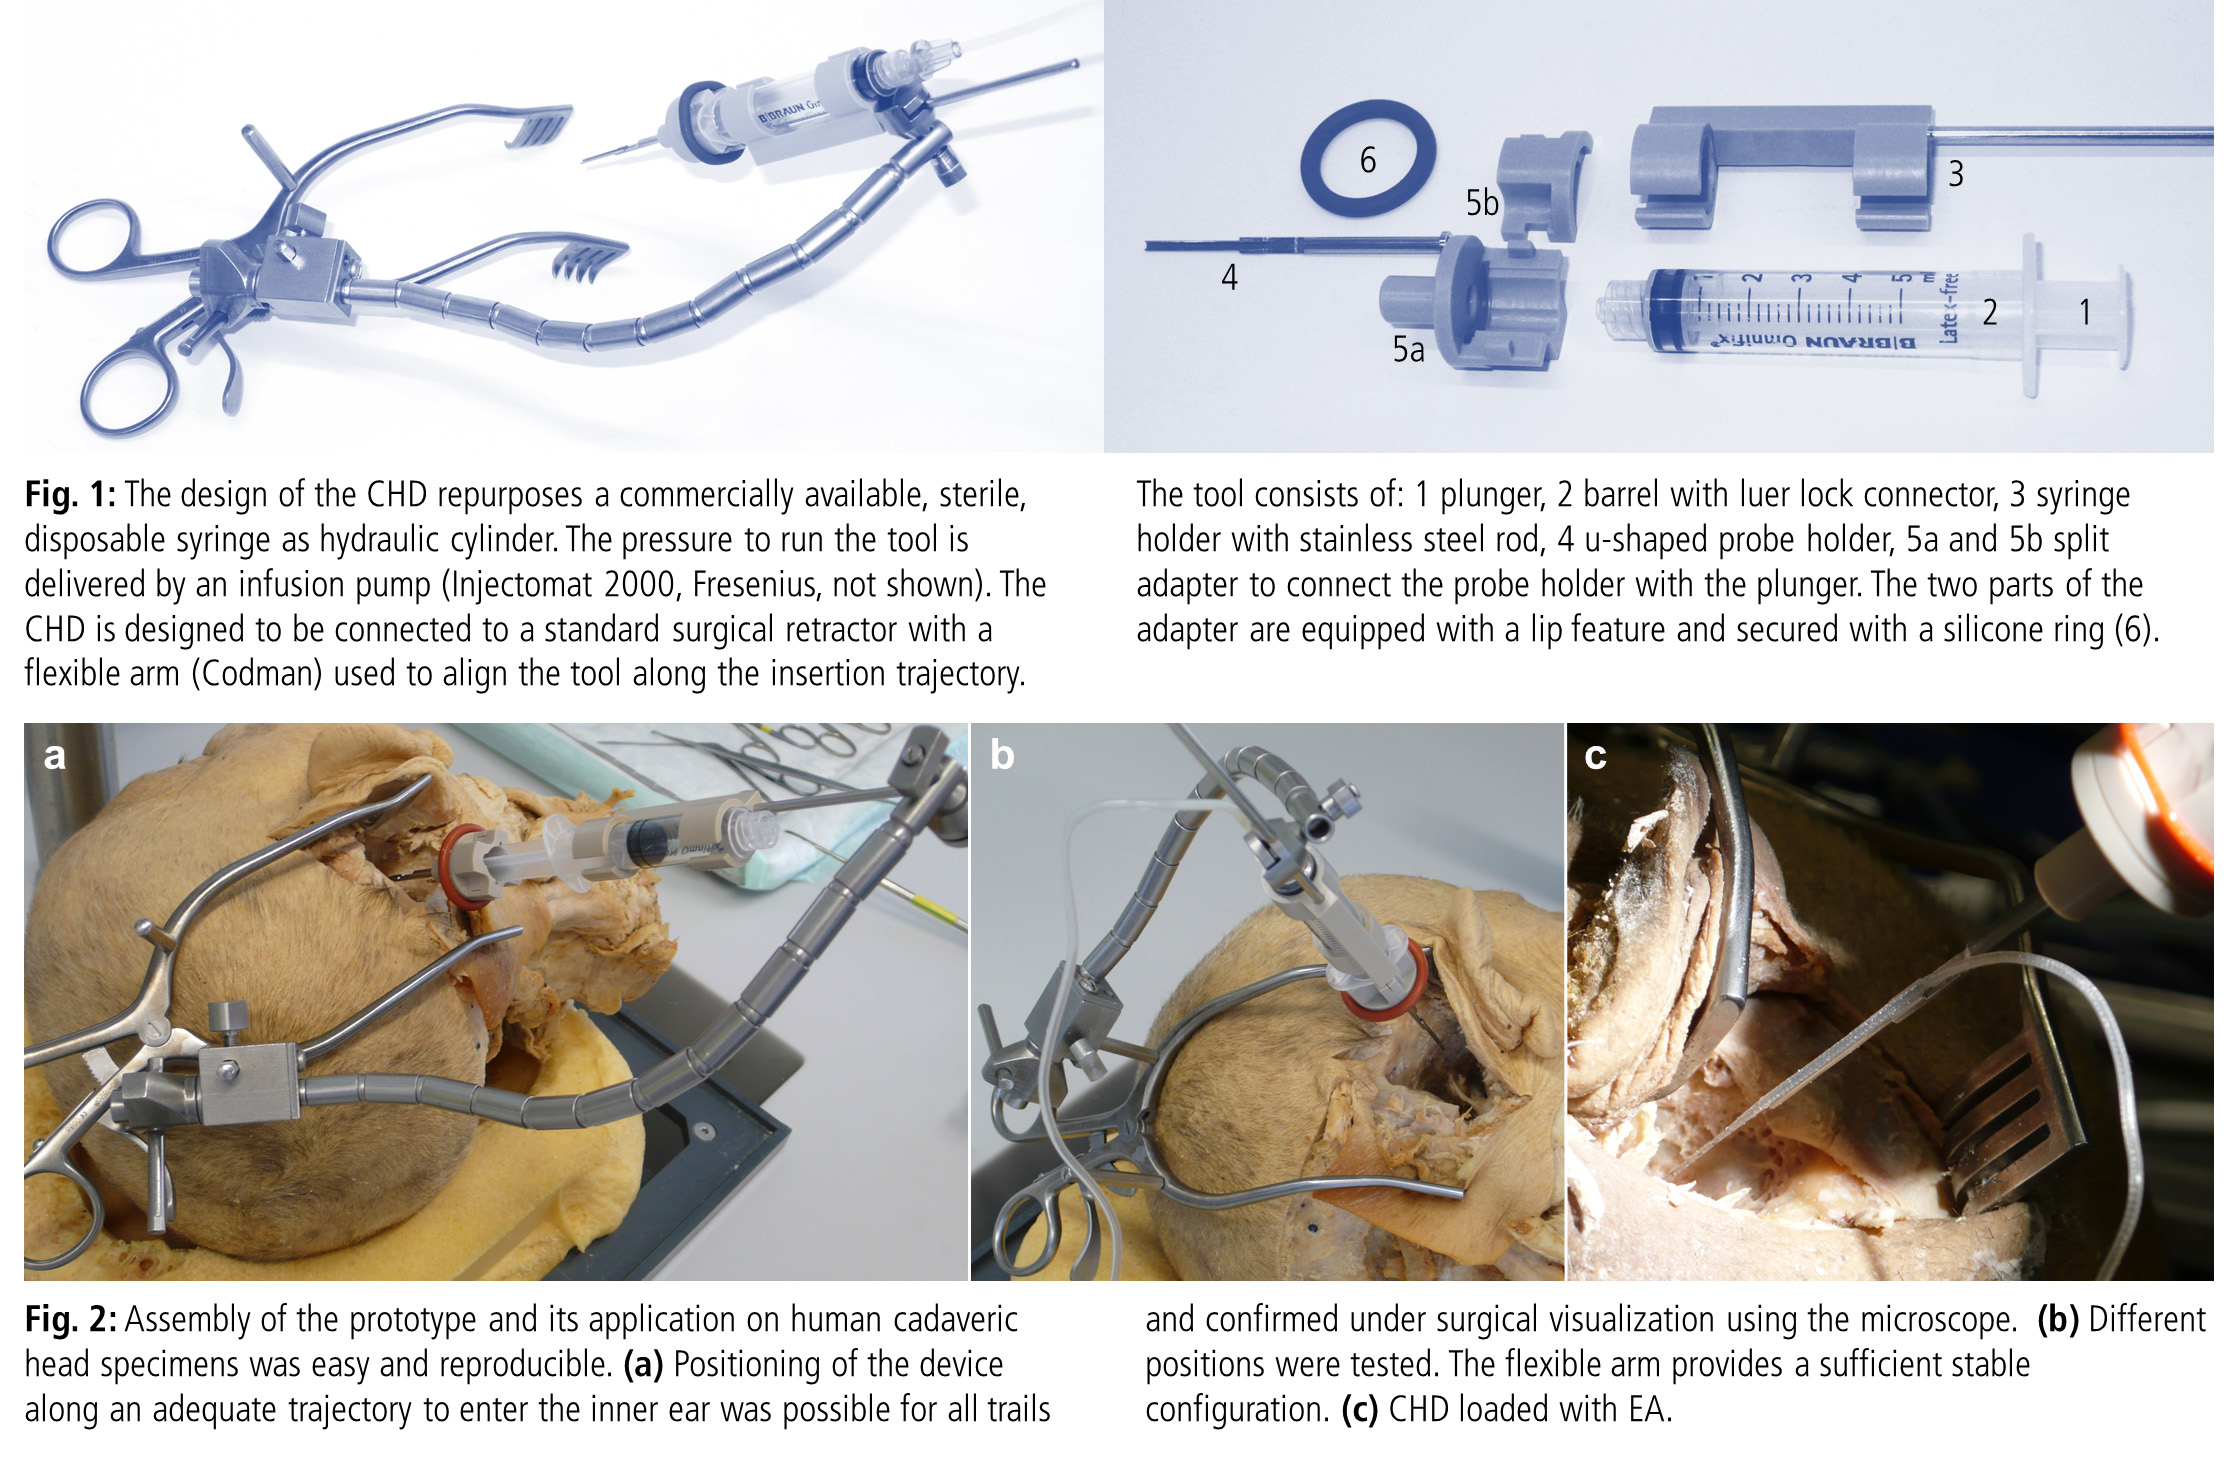 B|BRAUN Om
6
5b
3
4
5a
1 2 3 4 5 ml
Latex-free
B|BRAUN Omnifix®
2
1
Fig. 1: The design of the CHD repurposes a commercially available, sterile,
disposable syringe as hydraulic cylinder. The pressure to run the tool is
delivered by an infusion pump (Injectomat 2000, Fresenius, not shown). The
CHD is designed to be connected to a standard surgical retractor with a
flexible arm (Codman) used to align the tool along the insertion trajectory.
The tool consists of: 1 plunger, 2 barrel with luer lock connector, 3 syringe
holder with stainless steel rod, 4 u-shaped probe holder, 5a and 5b split
adapter to connect the probe holder with the plunger. The two parts of the
adapter are equipped with a lip feature and secured with a silicone ring (6).
a
Omnifix
b
c
Fig. 2: Assembly of the prototype and its application on human cadaveric
head specimens was easy and reproducible. (a) Positioning of the device
along an adequate trajectory to enter the inner ear was possible for all trails
and confirmed under surgical visualization using the microscope. (b) Different
positions were tested. The flexible arm provides a sufficient stable
configuration. (c) CHD loaded with EA.